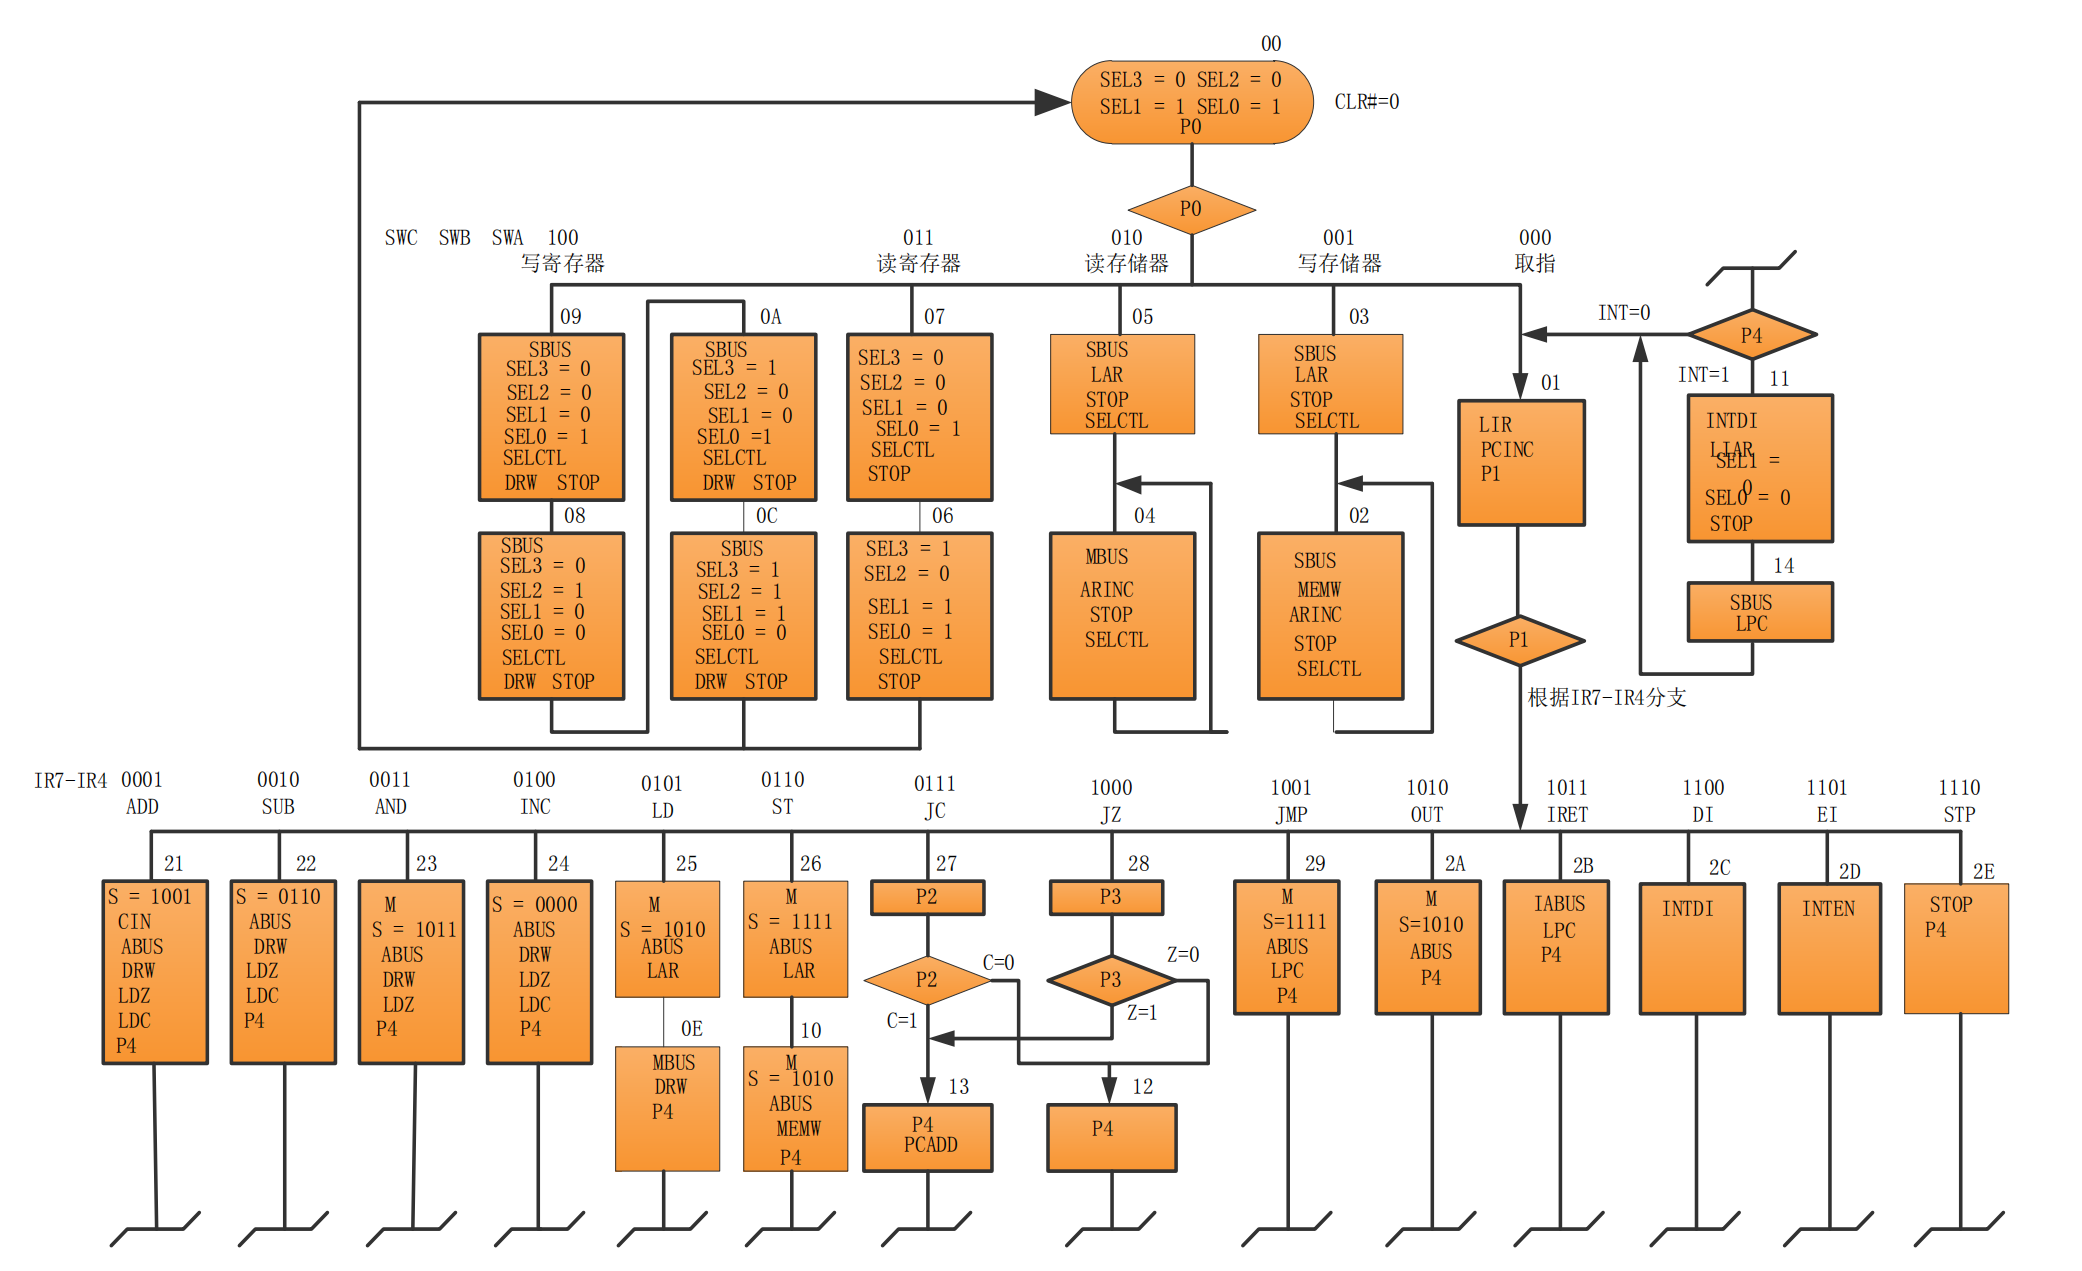 00
SEL3 = 0 SEL2 = 0
SEL1 = 1 SEL0 = 1
P0
CLR#=0
P0
SWC SWB SWA 100
写寄存器
011
读寄存器
010
读存储器
001
写存储器
000
取指
09
SBUS
SEL3 = 0
SEL2 = 0
SEL1 = 0
SEL0 = 1
SELCTL
DRW STOP
0A
SBUS
SEL3 = 1
SEL2 = 0
SEL1 = 0
SEL0 =1
SELCTL
DRW STOP
07
SEL3 = 0
SEL2 = 0
SEL1 = 0
SEL0 = 1
SELCTL
STOP
05
SBUS
LAR
STOP
SELCTL
03
SBUS
LAR
STOP
SELCTL
INT=0
P4
INT=1
01
LIR
PCINC
P1
11
INTDI
LIAR
SEL1 =
0
SEL0 = 0
STOP
08
SBUS
SEL3 = 0
SEL2 = 1
SEL1 = 0
SEL0 = 0
SELCTL
DRW STOP
0C
SBUS
SEL3 = 1
SEL2 = 1
SEL1 = 1
SEL0 = 0
SELCTL
DRW STOP
06
SEL3 = 1
SEL2 = 0
SEL1 = 1
SEL0 = 1
SELCTL
STOP
04
MBUS
ARINC
STOP
SELCTL
02
SBUS
MEMW
ARINC
STOP
SELCTL
14
SBUS
LPC
P1
根据IR7-IR4分支
IR7-IR4 0001
ADD
0010
SUB
0011
AND
0100
INC
0101
LD
0110
ST
0111
JC
1000
JZ
1001
JMP
1010
OUT
1011
IRET
1100
DI
1101
EI
1110
STP
21
S = 1001
CIN
ABUS
DRW
LDZ
LDC
P4
22
S = 0110
ABUS
DRW
LDZ
LDC
P4
23
M
S = 1011
ABUS
DRW
LDZ
P4
24
S = 0000
ABUS
DRW
LDZ
LDC
P4
25
M
S = 1010
ABUS
LAR
0E
MBUS
DRW
P4
26
M
S = 1111
ABUS
LAR
10
M
S = 1010
ABUS
MEMW
P4
27
P2
P2
C=0
C=1
13
P4
PCADD
28
P3
P3
Z=0
Z=1
12
P4
29
M
S=1111
ABUS
LPC
P4
2A
M
S=1010
ABUS
P4
2B
IABUS
LPC
P4
2C
INTDI
2D
INTEN
2E
STOP
P4